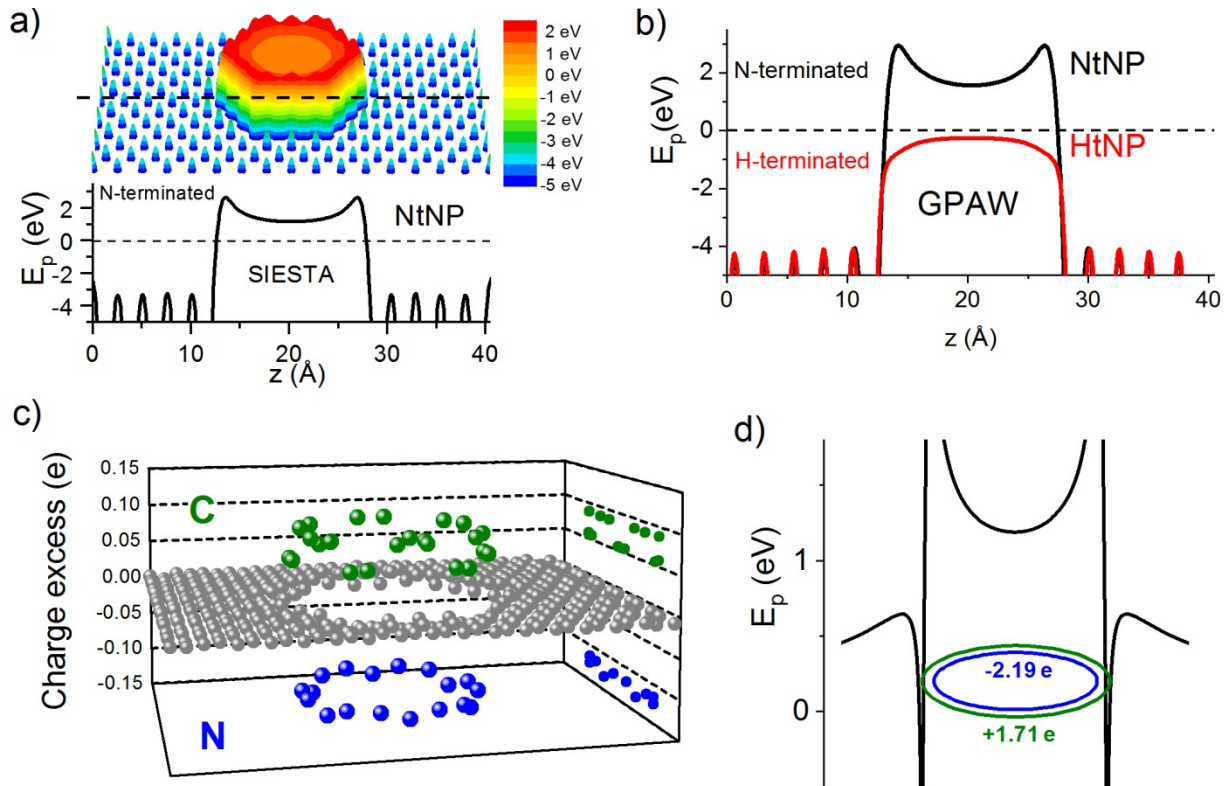 a)
2 eV
1 eV
0 eV
-1 eV
-2 eV
-3 eV
-4 eV
-5 eV
N-terminated
NtNP
SIESTA
E_p (eV)
2
0
-2
-4
0 10 20 30 40
z (Å)
b)
N-terminated
NtNP
H-terminated
HtNP
GPAW
E_p(eV)
2
0
-2
-4
0 10 20 30 40
z (Å)
c)
Charge excess (e)
0.15
0.10
0.05
0.00
-0.05
-0.10
-0.15
C
N
d)
E_p (eV)
1
0
-2.19 e
+1.71 e